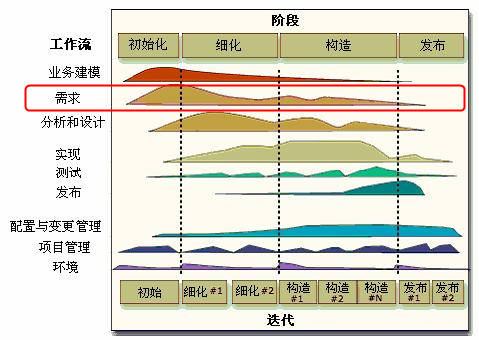 阶段
工作流 初始化 细化 构造 发布
业务建模
需求
分析和设计
实现
测试
发布
配置与变更管理
项目管理
环境
初始 细化#1 细化#2 构造#1 构造#2 构造#N 发布#1 发布#2
迭代